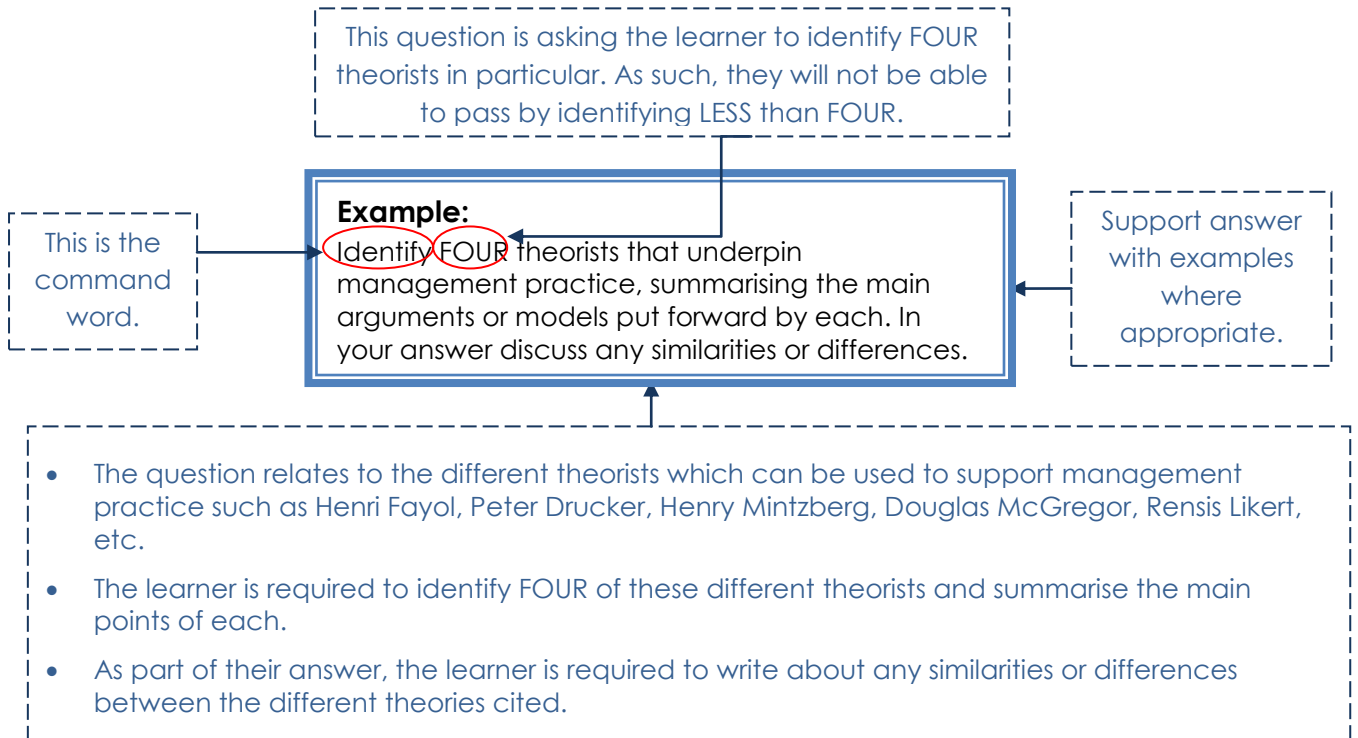 This question is asking the learner to identify FOUR
theorists in particular. As such, they will not be able
to pass by identifying LESS than FOUR.
This is the
command
word.
Example:
Identify FOUR theorists that underpin
management practice, summarising the main
arguments or models put forward by each. In
your answer discuss any similarities or differences.
Support answer
with examples
where
appropriate.
• The question relates to the different theorists which can be used to support management
practice such as Henri Fayol, Peter Drucker, Henry Mintzberg, Douglas McGregor, Rensis Likert,
etc.
• The learner is required to identify FOUR of these different theorists and summarise the main
points of each.
• As part of their answer, the learner is required to write about any similarities or differences
between the different theories cited.